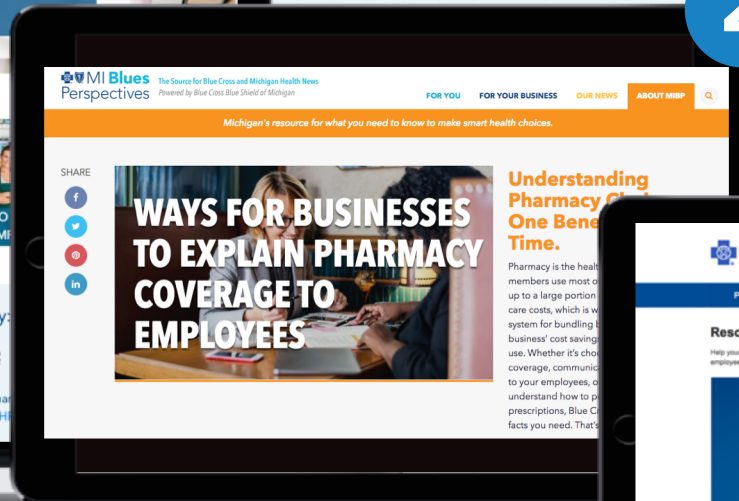 MI Blues
Perspectives
The Source for Blue Cross and Michigan Health News
Powered by Blue Cross Blue Shield of Michigan
FOR YOU FOR YOUR BUSINESS OUR NEWS ABOUT MIBP
Michigan's resource for what you need to know to make smart health choices.
SHARE
WAYS FOR BUSINESSES
TO EXPLAIN PHARMACY
COVERAGE TO
EMPLOYEES
Understanding
Pharmacy
One
Time.
Pharmacy is the
members use most
up to a large portion
care costs, which is
system for bundling
business' cost
use. Whether it's
coverage,
to your employees,
understand how to
prescriptions, Blue
facts you need. That's
Help your